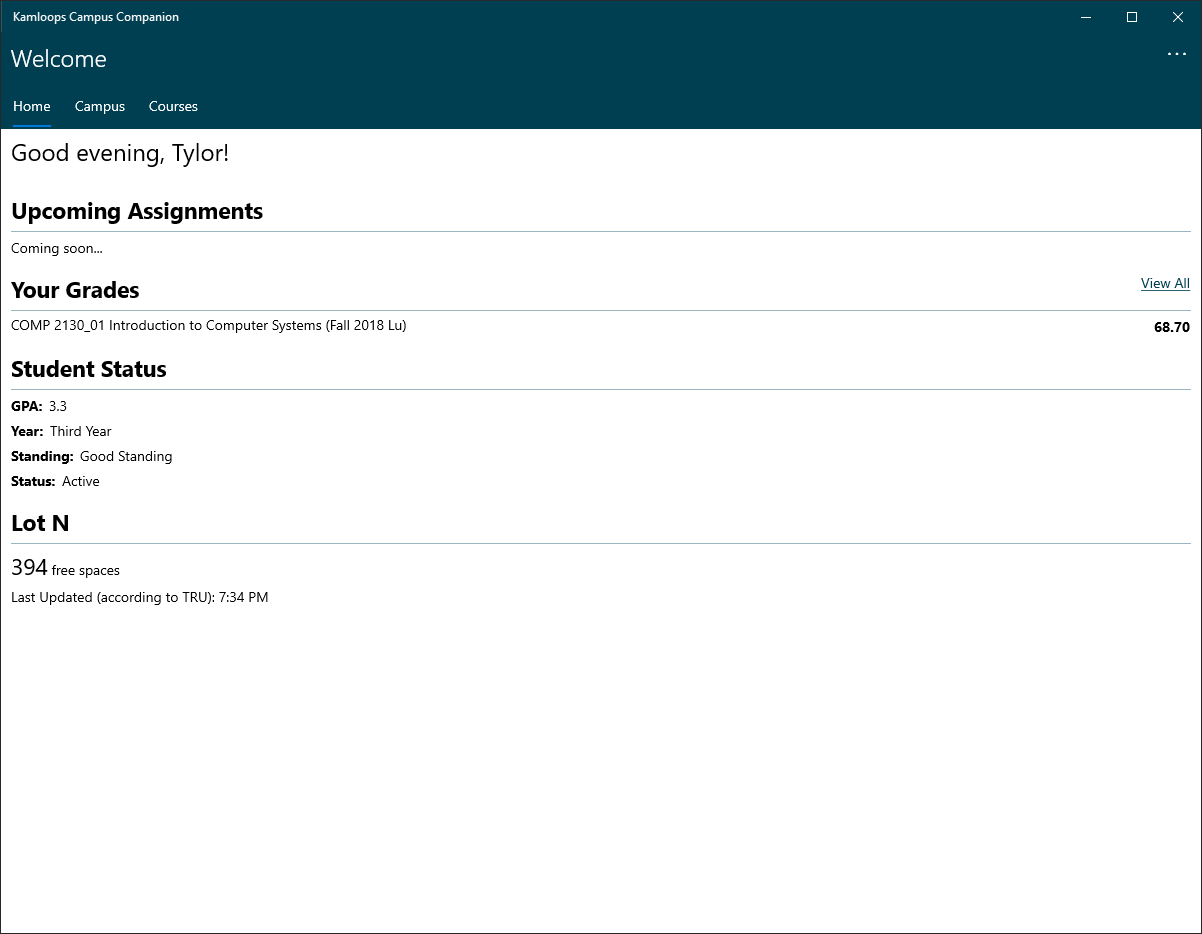 Kamloops Campus Companion
Welcome
Home Campus Courses
Good evening, Tylor!
Upcoming Assignments
Coming soon...
Your Grades View All
COMP 2130_01 Introduction to Computer Systems (Fall 2018 Lu) 68.70
Student Status
GPA: 3.3
Year: Third Year
Standing: Good Standing
Status: Active
Lot N
394 free spaces
Last Updated (according to TRU): 7:34 PM